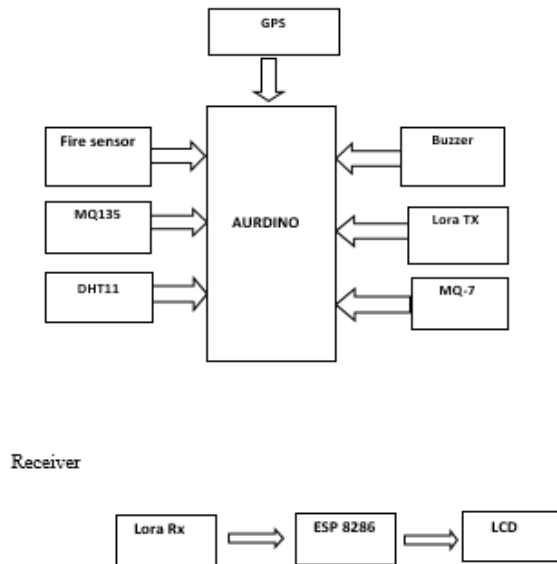 GPS
Fire sensor
Buzzer
MQ135
AURDINO
Lora TX
DHT11
MQ-7
Receiver
Lora Rx
ESP 8286
LCD